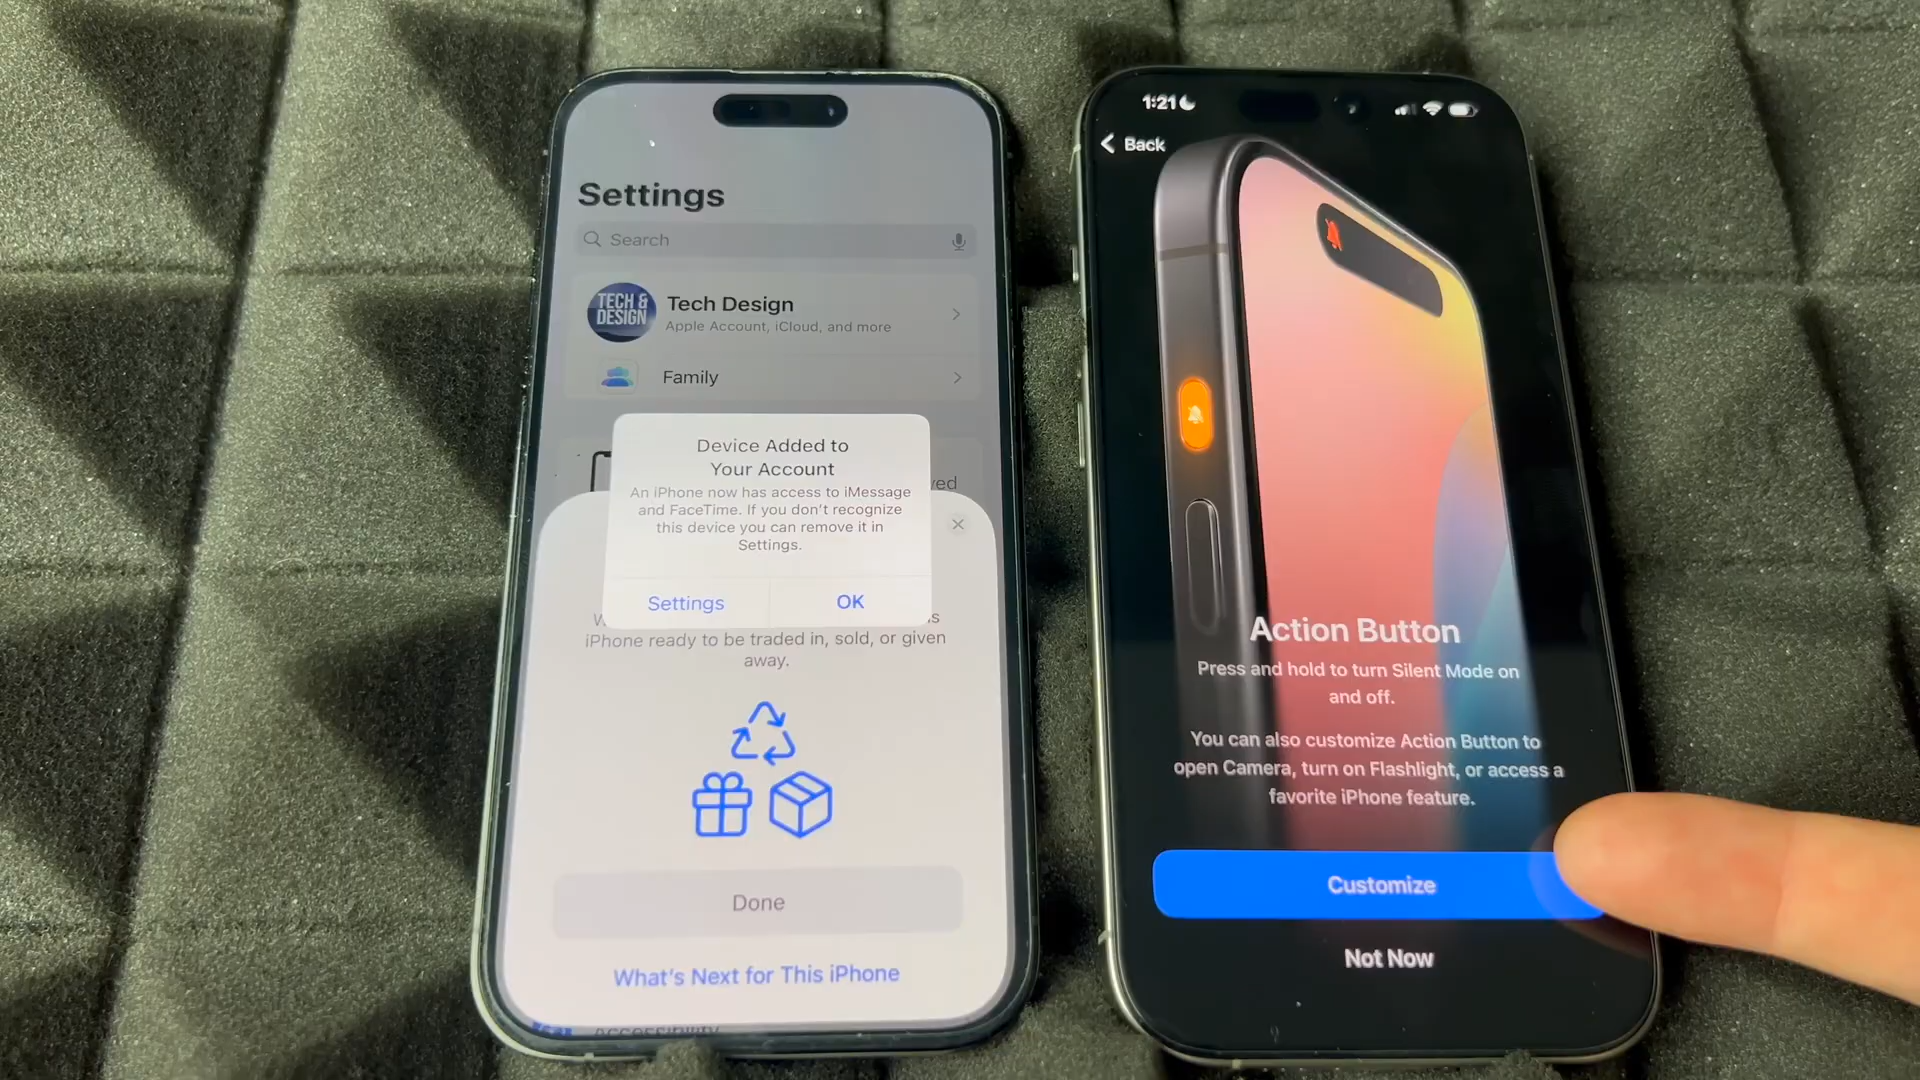 Settings
Search
TECH &
DESIGN
Tech Design
Apple Account, iCloud, and more
Family
Device Added to
Your Account
An iPhone now has access to iMessage
and FaceTime. If you don't recognize
this device you can remove it in
Settings.
Settings
OK
iPhone ready to be traded in, sold, or given
away.
Done
What's Next for This iPhone
Accessibility
1:21
Back
Action Button
Press and hold to turn Silent Mode on
and off.
You can also customize Action Button to
open Camera, turn on Flashlight, or access a
favorite iPhone feature.
Customize
Not Now